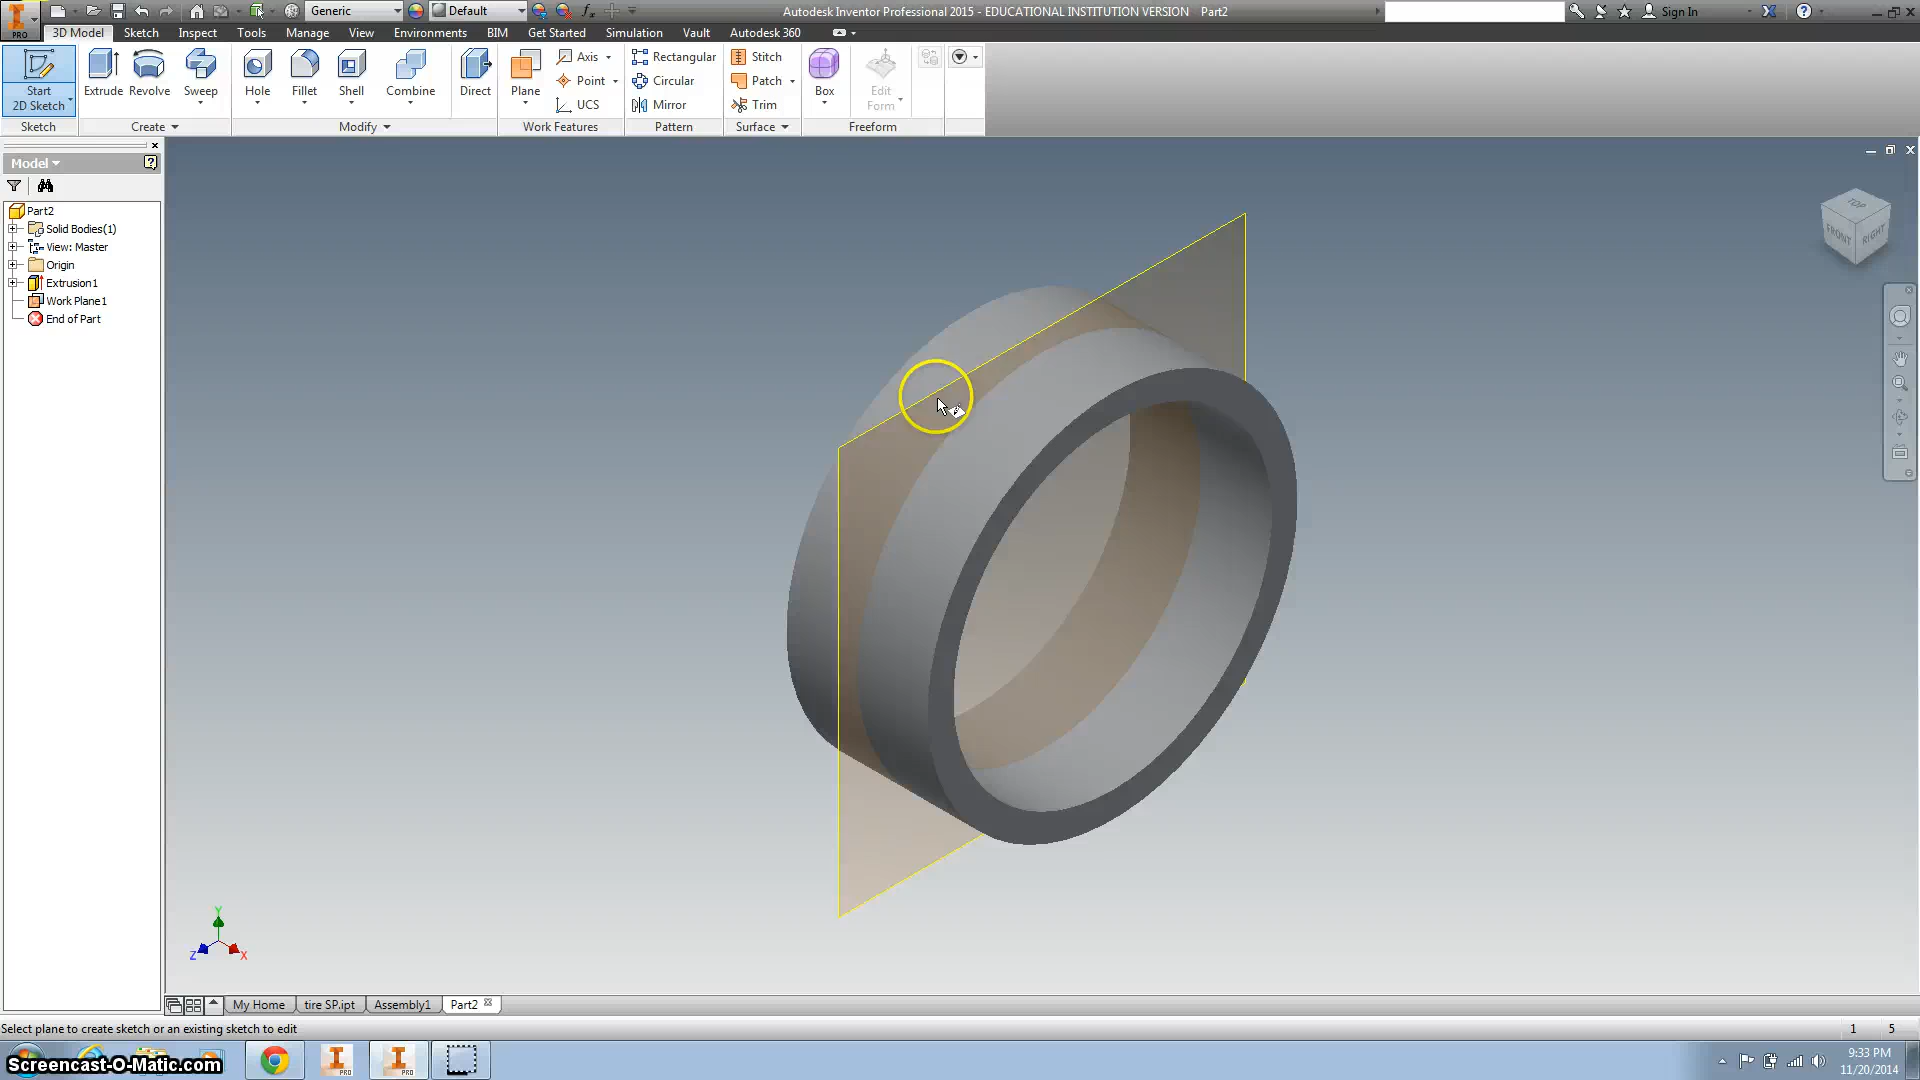 Generic
Default
Autodesk Inventor Professional 2015 - EDUCATIONAL INSTITUTION VERSION Part2
Sign In
PRO
3D Model Sketch Inspect Tools Manage View Environments BIM Get Started Simulation Vault Autodesk 360
Start
2D Sketch
Extrude
Revolve
Sweep
Hole
Fillet
Shell
Combine
Direct
Plane
Axis
Point
UCS
Rectangular
Circular
Mirror
Stitch
Patch
Trim
Box
Edit
Form
Sketch
Create
Modify
Work Features
Pattern
Surface
Freeform
Model
Part2
Solid Bodies(1)
View: Master
Origin
Extrusion1
Work Plane1
End of Part
TOP
FRONT
RIGHT
Y
Z
X
My Home
tire SP.ipt
Assembly1
Part2
Select plane to create sketch or an existing sketch to edit
1 5
Screencast-O-Matic.com
PRO
PRO
9:33 PM
11/20/2014